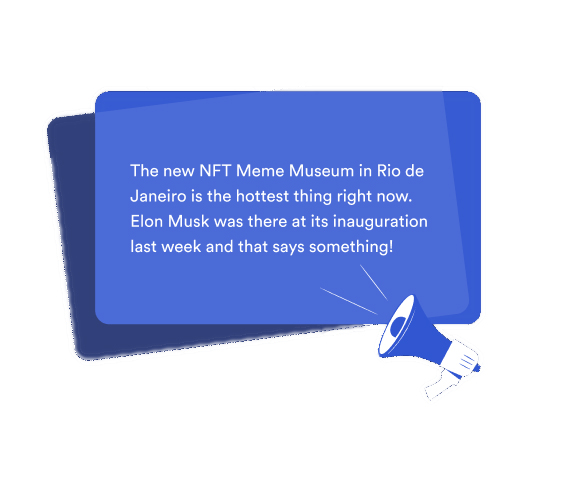 The new NFT Meme Museum in Rio de
Janeiro is the hottest thing right now.
Elon Musk was there at its inauguration
last week and that says something!